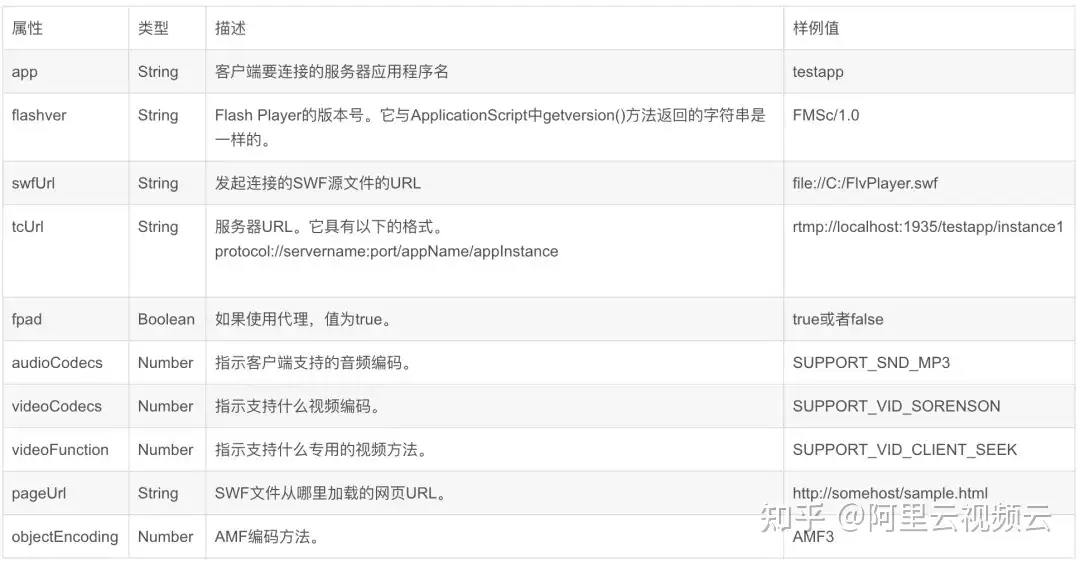 属性 类型 描述 样例值
app String 客户端要连接的服务器应用程序名 testapp
flashver String Flash Player的版本号。它与ApplicationScript中getversion()方法返回的字符串是 FMSc/1.0
一样的。
swfUrl String 发起连接的SWF源文件的URL file://C:/FlvPlayer.swf
tcUrl String 服务器URL。它具有以下的格式。 rtmp://localhost:1935/testapp/instance1
protocol://servername:port/appName/appInstance
fpad Boolean 如果使用代理，值为true。 true或者false
audioCodecs Number 指示客户端支持的音频编码。 SUPPORT_SND_MP3
videoCodecs Number 指示支持什么视频编码。 SUPPORT_VID_SORENSON
videoFunction Number 指示支持什么专用的视频方法。 SUPPORT_VID_CLIENT_SEEK
pageUrl String SWF文件从哪里加载的网页URL。 http://somehost/sample.html
知乎 @阿里云视频云
objectEncoding Number AMF编码方法。 AMF3